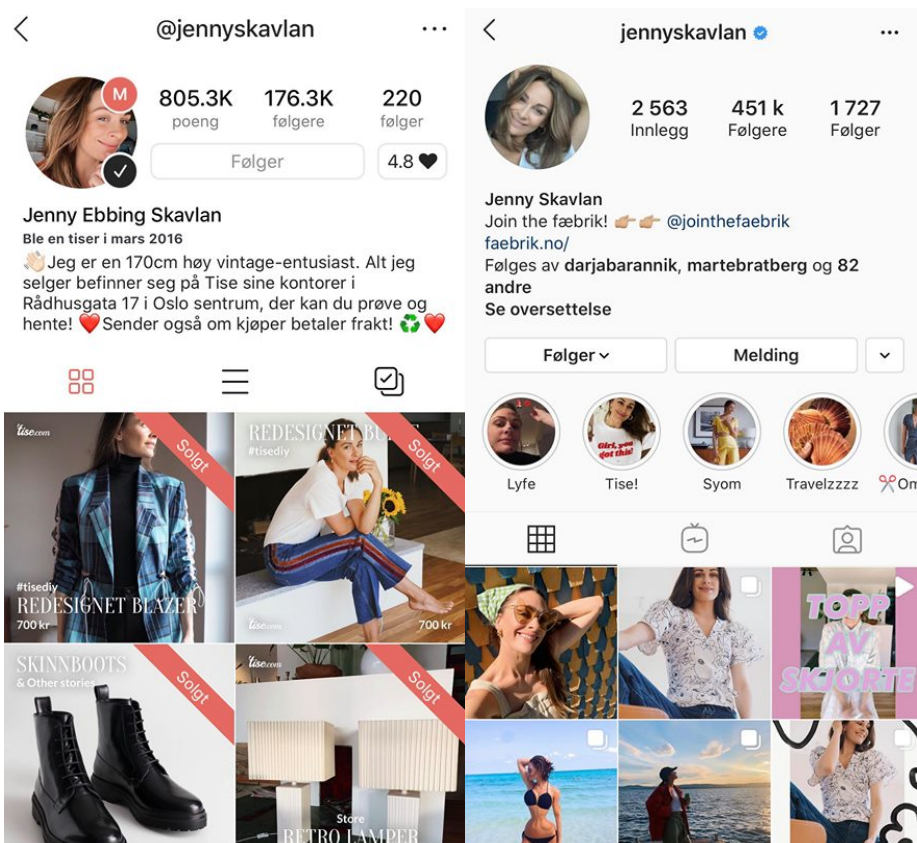 @jennyskavlan
...
M
805.3K 176.3K 220
poeng følgere følger
Følger
4.8
Jenny Ebbing Skavlan
Ble en tiser i mars 2016
👋🏻Jeg er en 170cm høy vintage-entusiast. Alt jeg
selger befinner seg på Tise sine kontorer i
Rådhusgata 17 i Oslo sentrum, der kan du prøve og
hente! ❤️Sender også om kjøper betaler frakt! ♻️❤️
tise.com
Solgt
#tisediy
REDESIGNET BLAZER
700 kr
REDESIGNET
#tisediy
Solgt
tise.com
700 kr
SKINNBOOTS
& Other stories
Solgt
tise.com
Solgt
Store
RETRO LAMPER
jennyskavlan
...
2 563 451 k 1 727
Innlegg Følgere Følger
Jenny Skavlan
Join the fæbrik! 👉🏼 👉🏼 @jointhefaebrik
faebrik.no/
Følges av darjabarannik, martebratberg og 82
andre
Se oversettelse
Følger Melding
Girl, you
got this!
Lyfe Tise! Syom Travelzzzz ✂️Om
TOPP
AV
SKJORTE